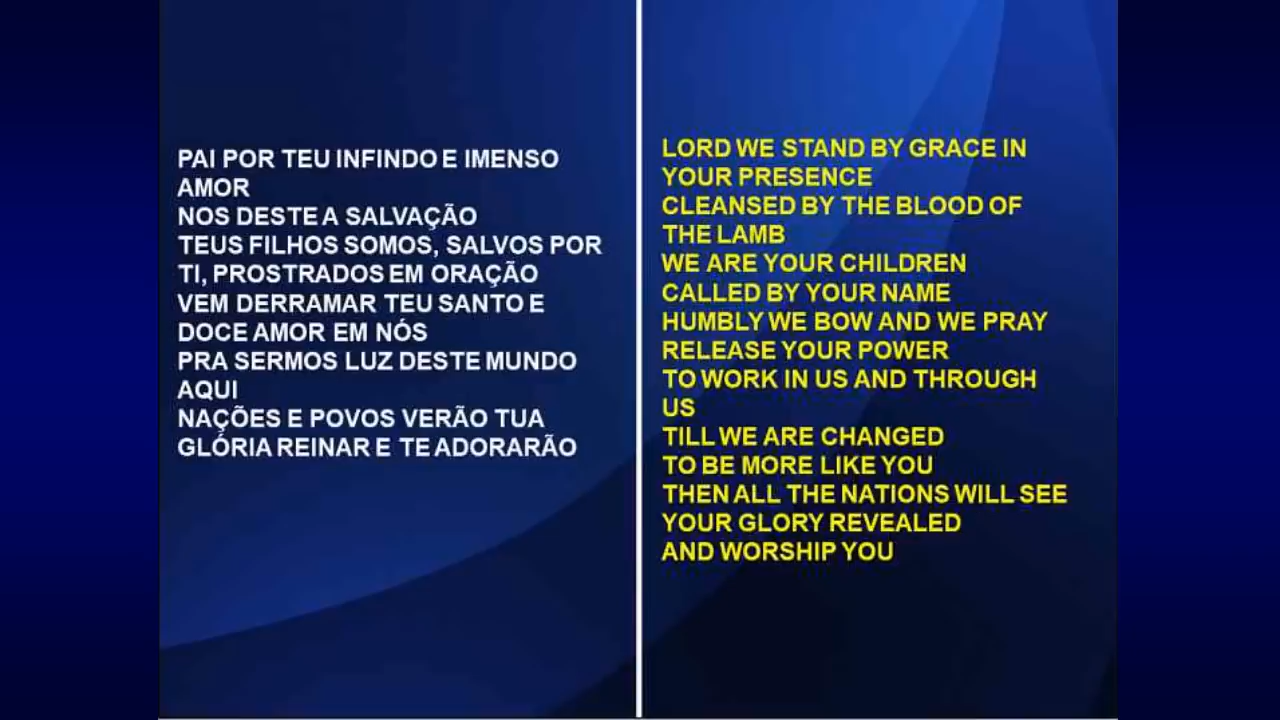 PAI POR TEU INFINDO E IMENSO
AMOR
NOS DESTE A SALVAÇÃO
TEUS FILHOS SOMOS, SALVOS POR
TI, PROSTRADOS EM ORAÇÃO
VEM DERRAMAR TEU SANTO E
DOCE AMOR EM NÓS
PRA SERMOS LUZ DESTE MUNDO
AQUI
NAÇÕES E POVOS VERÃO TUA
GLÓRIA REINAR E TE ADORARÃO
LORD WE STAND BY GRACE IN
YOUR PRESENCE
CLEANSED BY THE BLOOD OF
THE LAMB
WE ARE YOUR CHILDREN
CALLED BY YOUR NAME
HUMBLY WE BOW AND WE PRAY
RELEASE YOUR POWER
TO WORK IN US AND THROUGH
US
TILL WE ARE CHANGED
TO BE MORE LIKE YOU
THEN ALL THE NATIONS WILL SEE
YOUR GLORY REVEALED
AND WORSHIP YOU